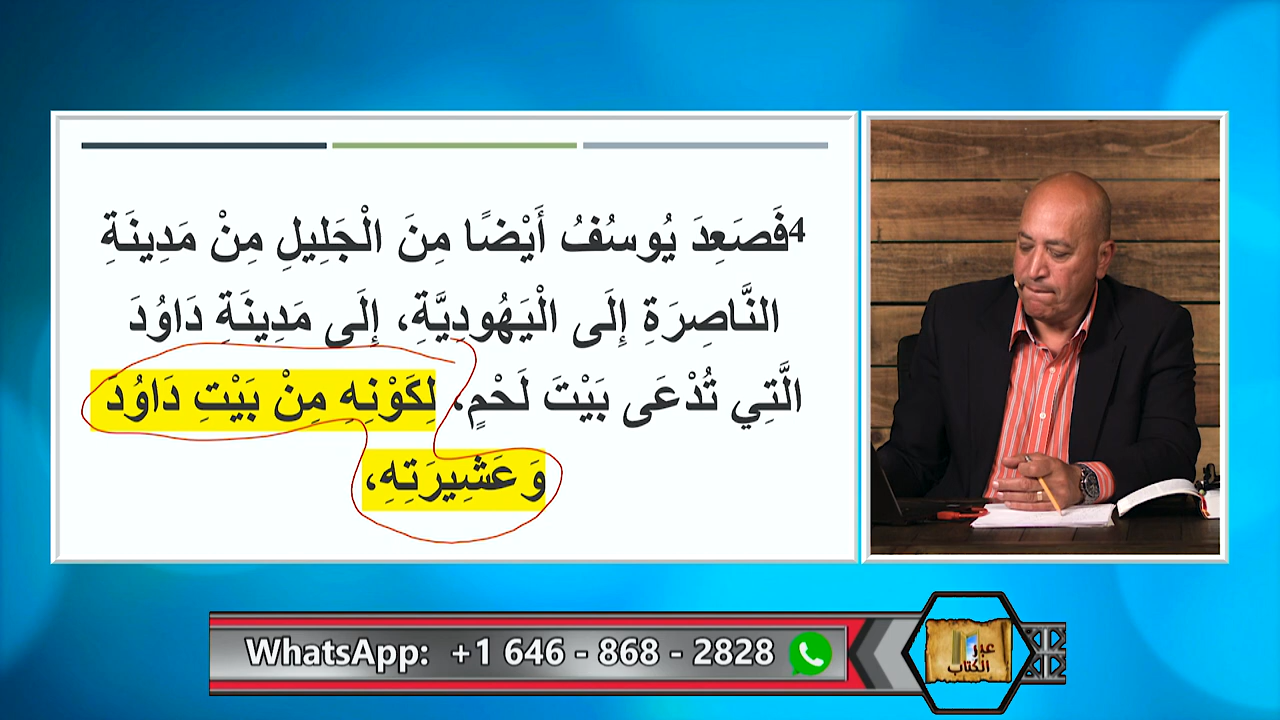 4فَصَعِدَ يُوسُفُ أَيْضًا مِنَ الْجَلِيلِ مِنْ مَدِينَةِ
النَّاصِرَةِ إِلَى الْيَهُودِيَّةِ، إِلَى مَدِينَةِ دَاوُدَ
الَّتِي تُدْعَى بَيْتَ لَحْمٍ، لِكَوْنِهِ مِنْ بَيْتِ دَاوُدَ
وَعَشِيرَتِهِ،
WhatsApp: +1 646 - 868 - 2828
عبر
الكتاب